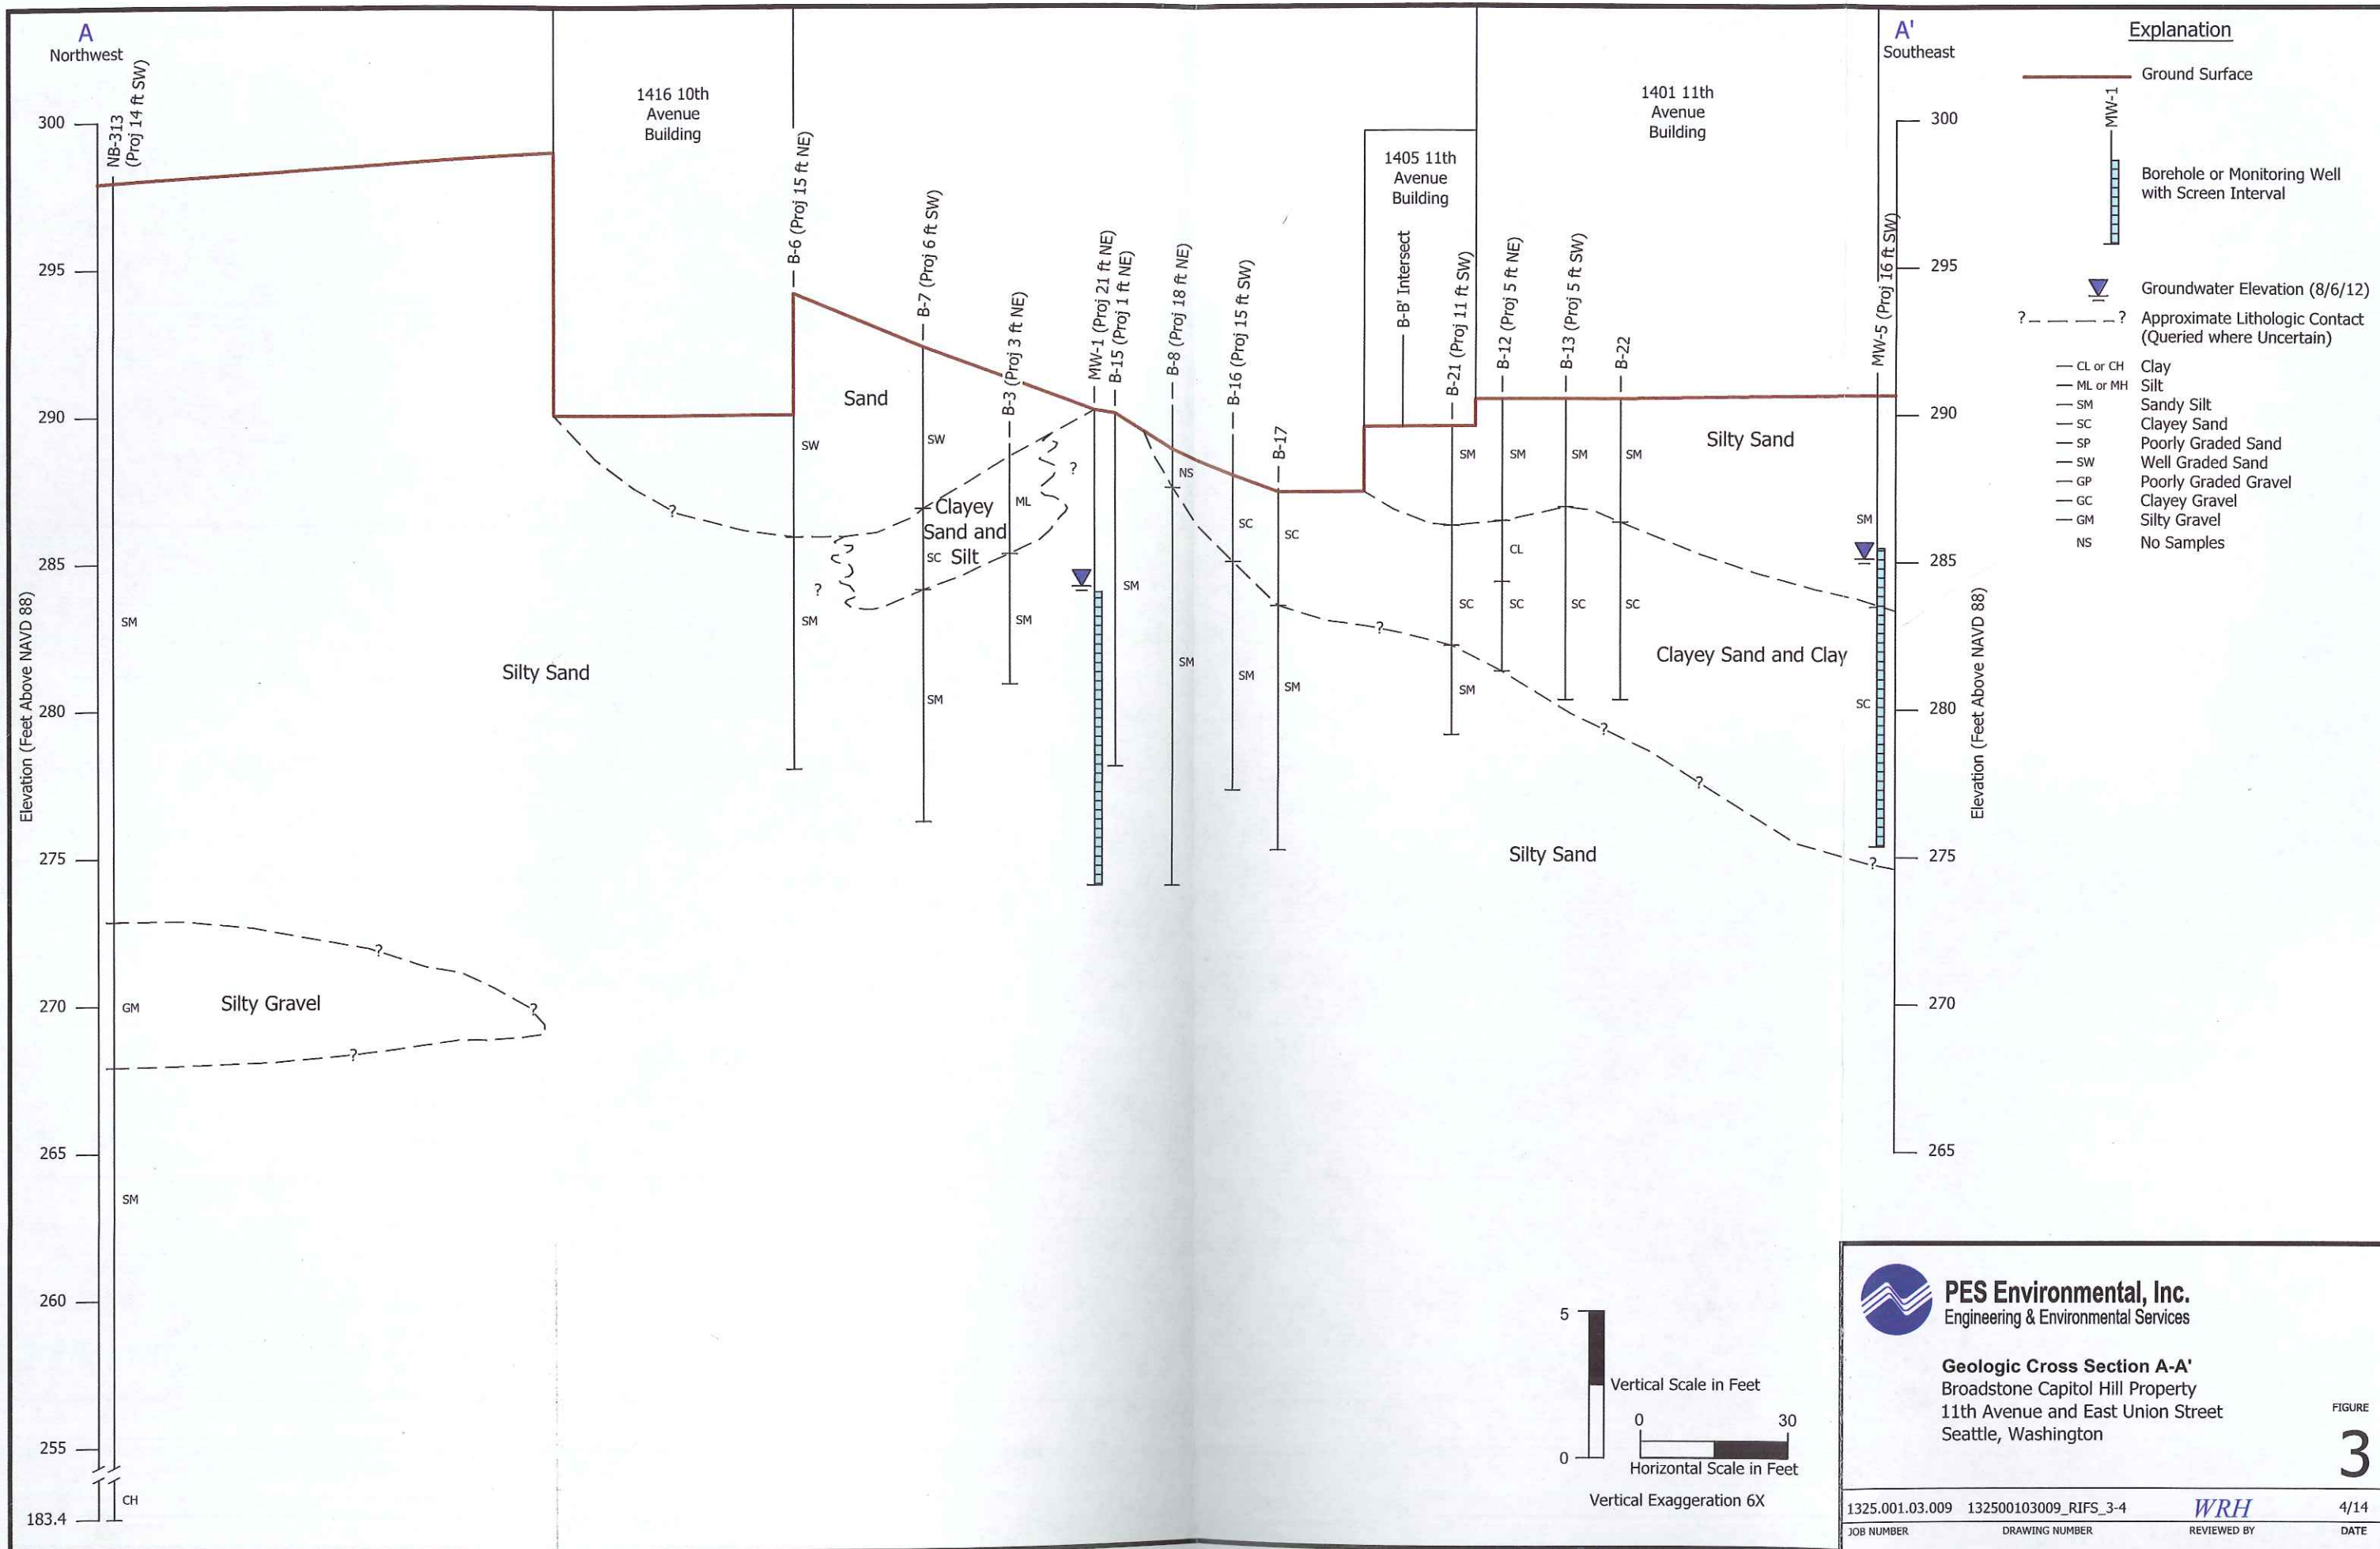 A
Northwest
NB-313
(Proj 14 ft SW)
1416 10th
Avenue
Building
B-6 (Proj 15 ft NE)
B-7 (Proj 6 ft SW)
B-3 (Proj 3 ft NE)
MW-1 (Proj 21 ft NE)
B-15 (Proj 1 ft NE)
B-8 (Proj 18 ft NE)
B-16 (Proj 15 ft SW)
B-17
1405 11th
Avenue
Building
B-B' Intersect
B-21 (Proj 11 ft SW)
B-12 (Proj 5 ft NE)
B-13 (Proj 5 ft SW)
B-22
1401 11th
Avenue
Building
A'
Southeast
MW-5 (Proj 16 ft SW)
Elevation (Feet Above NAVD 88)
300
295
290
285
280
275
270
265
260
255
183.4
SM
GM
SM
CH
?
?
?
Silty Gravel
Silty Sand
?
SW
SM
?
Sand
SW
SC
SM
Clayey
Sand and
Silt
ML
SM
?
SM
NS
SM
SC
SM
SC
SM
?
SM
SC
SM
SM
CL
SC
SM
SC
SM
SC
Silty Sand
Clayey Sand and Clay
?
?
Silty Sand
SM
SC
?
300
295
290
285
280
275
270
265
Elevation (Feet Above NAVD 88)
Explanation
Ground Surface
MW-1
Borehole or Monitoring Well
with Screen Interval
Groundwater Elevation (8/6/12)
? ? Approximate Lithologic Contact
(Queried where Uncertain)
CL or CH Clay
ML or MH Silt
SM Sandy Silt
SC Clayey Sand
SP Poorly Graded Sand
SW Well Graded Sand
GP Poorly Graded Gravel
GC Clayey Gravel
GM Silty Gravel
NS No Samples
5
0
Vertical Scale in Feet
0 30
Horizontal Scale in Feet
Vertical Exaggeration 6X
PES Environmental, Inc.
Engineering & Environmental Services
Geologic Cross Section A-A'
Broadstone Capitol Hill Property
11th Avenue and East Union Street
Seattle, Washington
FIGURE
3
1325.001.03.009 132500103009_RIFS_3-4 WRH 4/14
JOB NUMBER DRAWING NUMBER REVIEWED BY DATE